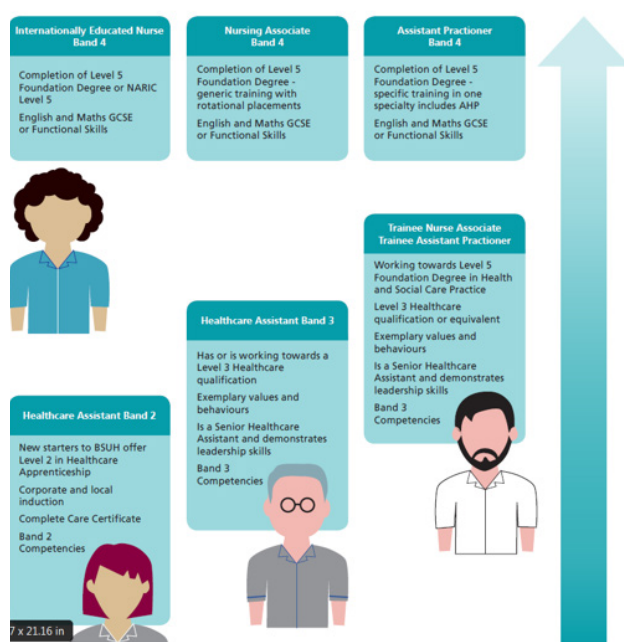 Internationally Educated Nurse
Band 4
Completion of Level 5
Foundation Degree or NARIC
Level 5
English and Maths GCSE
or Functional Skills
Nursing Associate
Band 4
Completion of Level 5
Foundation Degree -
generic training with
rotational placements
English and Maths GCSE
or Functional Skills
Assistant Practioner
Band 4
Completion of Level 5
Foundation Degree -
specific training in one
specialty includes AHP
English and Maths GCSE
or Functional Skills
Trainee Nurse Associate
Trainee Assistant Practioner
Working towards Level 5
Foundation Degree in Health
and Social Care Practice
Level 3 Healthcare
qualification or equivalent
Exemplary values and
behaviours
Is a Senior Healthcare
Assistant and demonstrates
leadership skills
Band 3
Competencies
Healthcare Assistant Band 3
Has or is working towards a
Level 3 Healthcare
qualification
Exemplary values and
behaviours
Is a Senior Healthcare
Assistant and demonstrates
leadership skills
Band 3
Competencies
Healthcare Assistant Band 2
New starters to BSUH offer
Level 2 in Healthcare
Apprenticeship
Corporate and local
induction
Complete Care Certificate
Band 2
Competencies
7 x 21.16 in